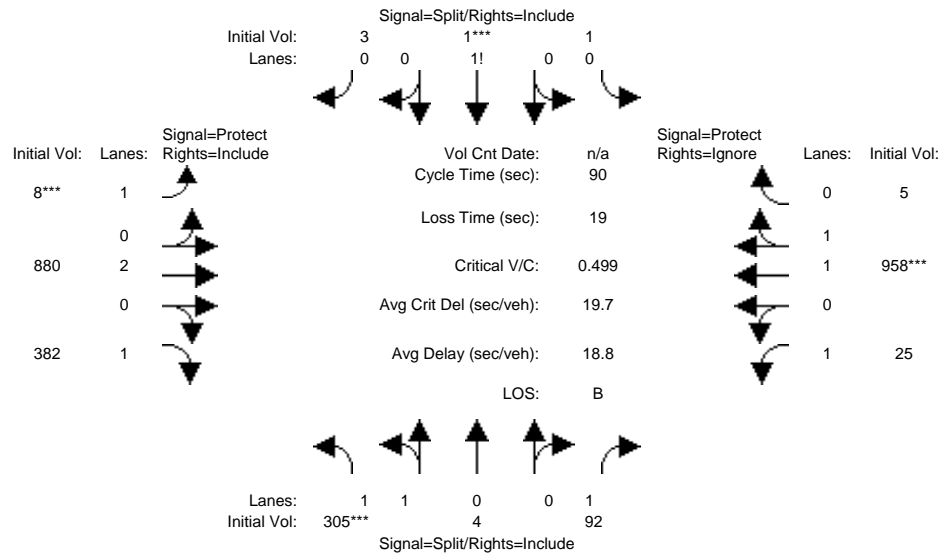 Signal=Split/Rights=Include
Initial Vol: 3 1*** 1
Lanes: 0 0 1! 0 0
Signal=Protect Signal=Protect
Initial Vol: Lanes: Rights=Include Vol Cnt Date: n/a Rights=Ignore Lanes: Initial Vol:
Cycle Time (sec): 90
8*** 1 0 5
Loss Time (sec): 19
0 1
880 2 Critical V/C: 0.499 1 958***
0 Avg Crit Del (sec/veh): 19.7 0
382 1 Avg Delay (sec/veh): 18.8 1 25
LOS: B
Lanes: 1 1 0 0 1
Initial Vol: 305*** 4 92
Signal=Split/Rights=Include